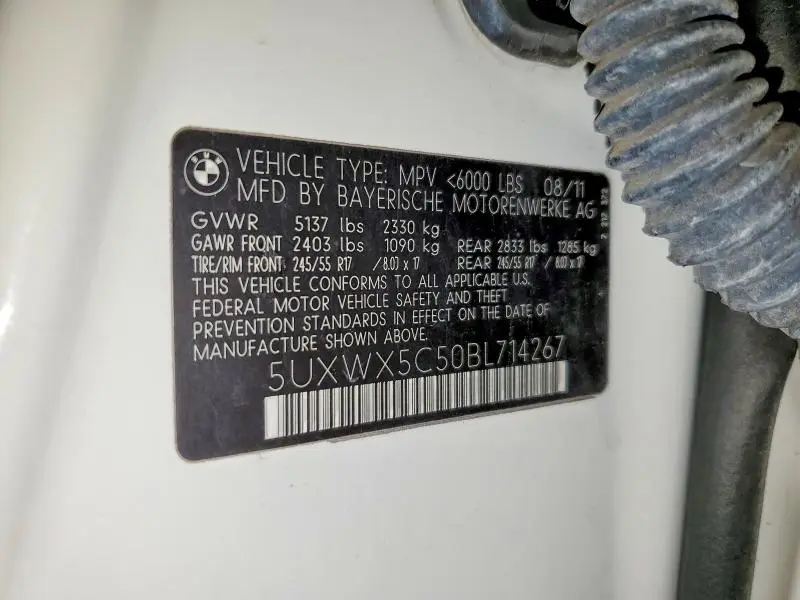 BMW
VEHICLE TYPE: MPV <6000 LBS 08/11
MFD BY BAYERISCHE MOTORENWERKE AG
GVWR 5137 lbs 2330 kg
GAWR FRONT 2403 lbs 1090 kg REAR 2833 lbs 1285 kg
TIRE/RIM FRONT 245/55 R17 / 8.0J x 17 REAR 245/55 R17 / 8.0J x 17
THIS VEHICLE CONFORMS TO ALL APPLICABLE U.S.
FEDERAL MOTOR VEHICLE SAFETY AND THEFT
PREVENTION STANDARDS IN EFFECT ON THE DATE OF
MANUFACTURE SHOWN ABOVE.
5UXWX5C50BL714267